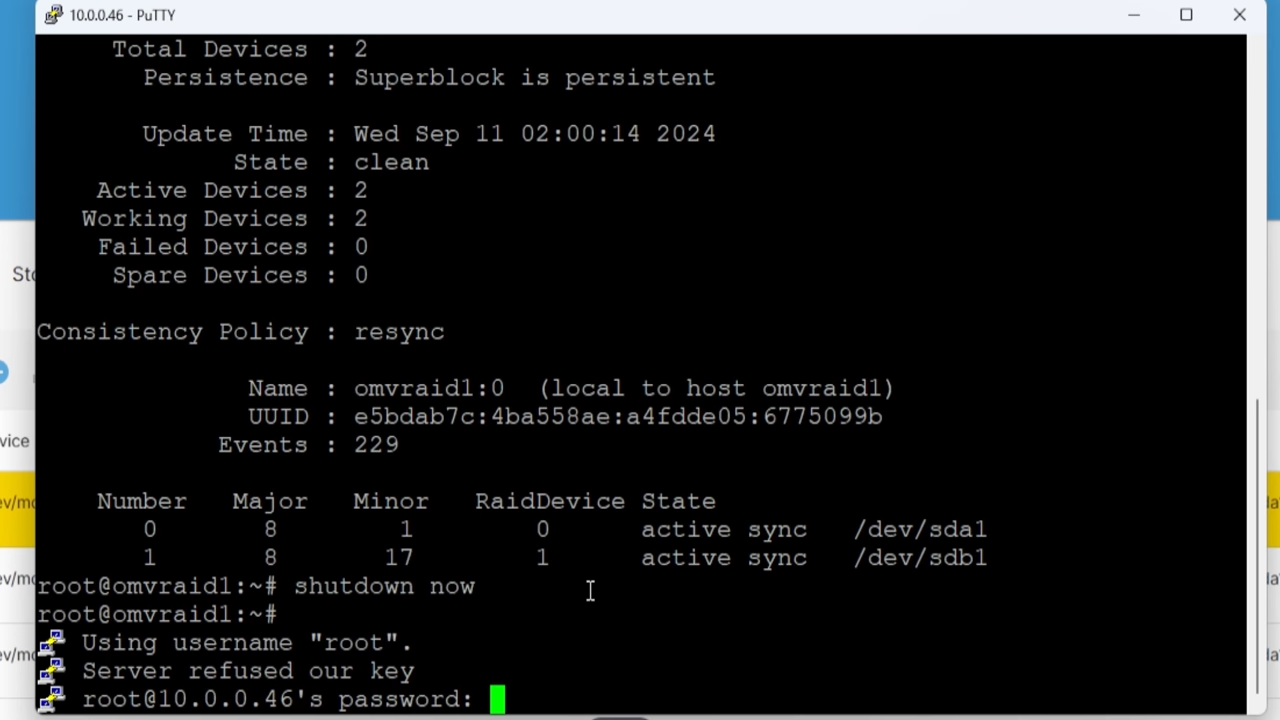 10.0.0.46 - PuTTY
Total Devices : 2
Persistence : Superblock is persistent
Update Time : Wed Sep 11 02:00:14 2024
State : clean
Active Devices : 2
Working Devices : 2
Failed Devices : 0
Spare Devices : 0
Consistency Policy : resync
Name : omvraid1:0 (local to host omvraid1)
UUID : e5bdab7c:4ba558ae:a4fdde05:6775099b
Events : 229
Number Major Minor RaidDevice State
0 8 1 0 active sync /dev/sda1
1 8 17 1 active sync /dev/sdb1
root@omvraid1:~# shutdown now
root@omvraid1:~#
Using username "root".
Server refused our key
root@10.0.0.46's password: